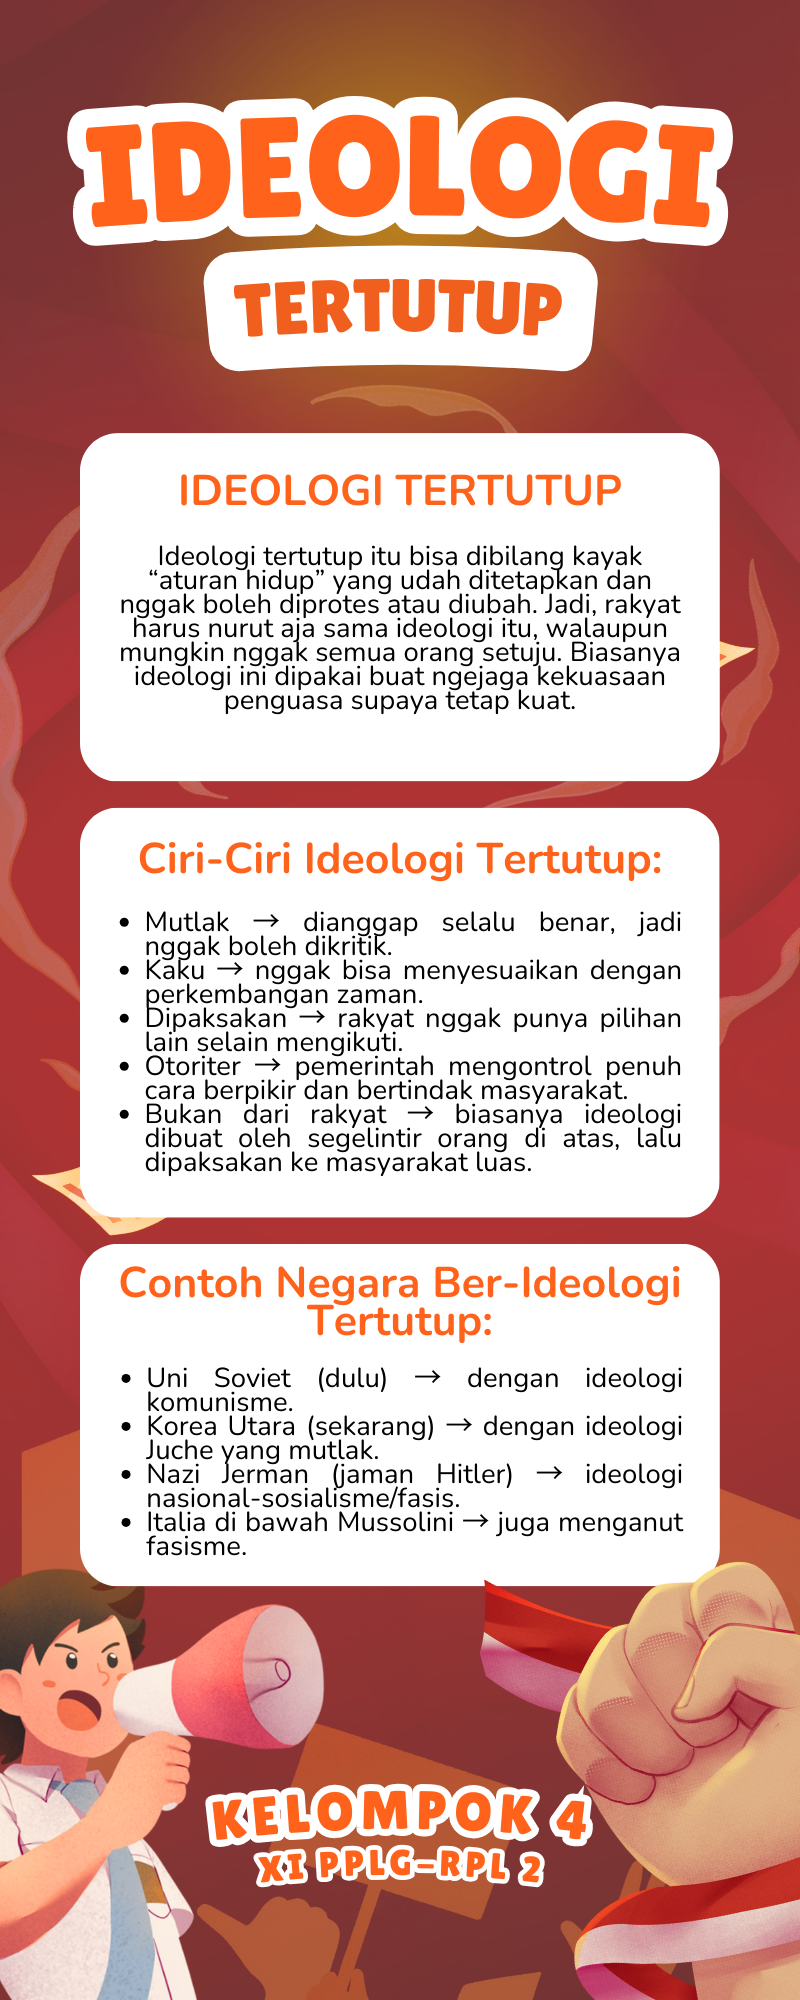 IDEOLOGI
TERTUTUP
IDEOLOGI TERTUTUP
Ideologi tertutup itu bisa dibilang kayak
“aturan hidup” yang udah ditetapkan dan
nggak boleh diprotes atau diubah. Jadi, rakyat
harus nurut aja sama ideologi itu, walaupun
mungkin nggak semua orang setuju. Biasanya
ideologi ini dipakai buat ngejaga kekuasaan
penguasa supaya tetap kuat.
Ciri-Ciri Ideologi Tertutup:
• Mutlak → dianggap selalu benar, jadi
nggak boleh dikritik.
• Kaku → nggak bisa menyesuaikan dengan
perkembangan zaman.
• Dipaksakan → rakyat nggak punya pilihan
lain selain mengikuti.
• Otoriter → pemerintah mengontrol penuh
cara berpikir dan bertindak masyarakat.
• Bukan dari rakyat → biasanya ideologi
dibuat oleh segelintir orang di atas, lalu
dipaksakan ke masyarakat luas.
Contoh Negara Ber-Ideologi
Tertutup:
• Uni Soviet (dulu) → dengan ideologi
komunisme.
• Korea Utara (sekarang) → dengan ideologi
Juche yang mutlak.
• Nazi Jerman (jaman Hitler) → ideologi
nasional-sosialisme/fasis.
• Italia di bawah Mussolini → juga menganut
fasisme.
KELOMPOK 4
XI PPLG-RPL 2